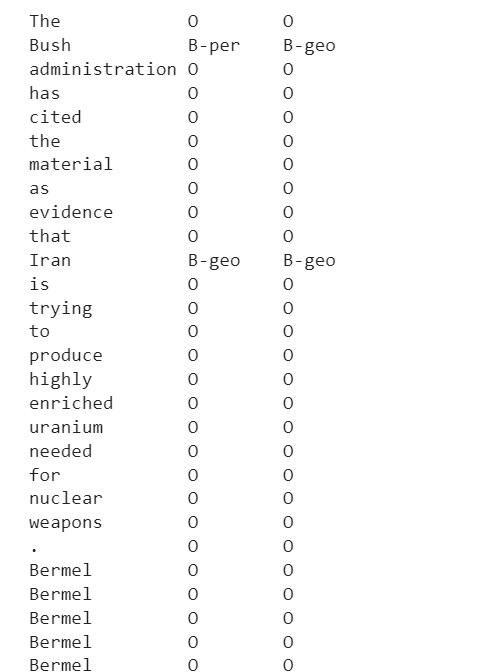 The O O
Bush B-per B-geo
administration O O
has O O
cited O O
the O O
material O O
as O O
evidence O O
that O O
Iran B-geo B-geo
is O O
trying O O
to O O
produce O O
highly O O
enriched O O
uranium O O
needed O O
for O O
nuclear O O
weapons O O
. O O
Bermel O O
Bermel O O
Bermel O O
Bermel O O
Bermel O O